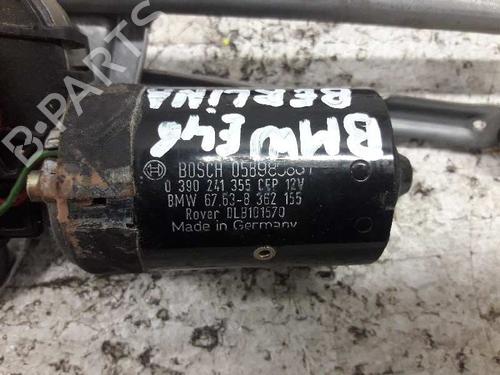 B-PARTS
BERLINA
BMW E46
BOSCH
0 390 241 355 CEP 12V
BMW 67.63-8 362 155
Rover DLB101570
Made in Germany